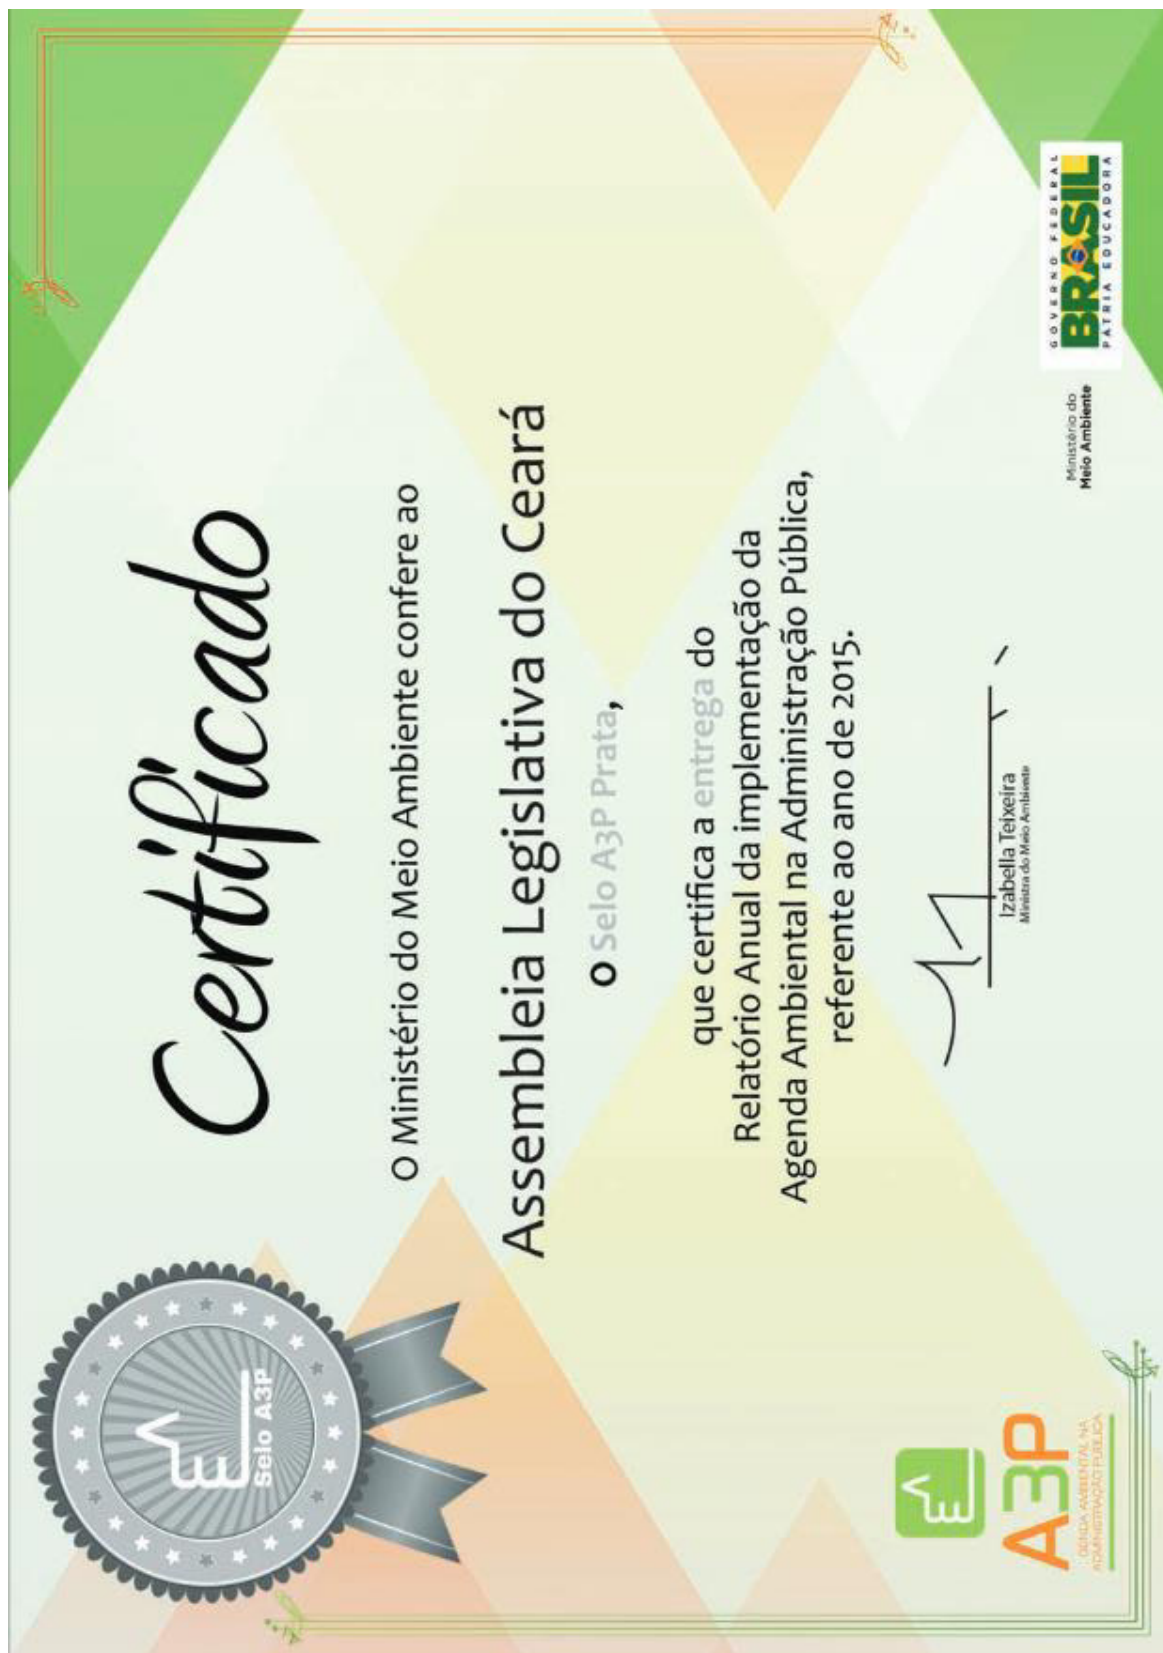 Certificado
O Ministério do Meio Ambiente confere ao
Assembleia Legislativa do Ceará
o Selo A3P Prata,
que certifica a entrega do
Relatório Anual da implementação da
Agenda Ambiental na Administração Pública,
referente ao ano de 2015.
Izabella Teixeira
Ministra do Meio Ambiente
Selo A3P
A3P
GENDA AMBIENTAL NA
ADMINISTRAÇÃO PÚBLICA
Ministério do
Meio Ambiente
GOVERNO FEDERAL
BRASIL
PÁTRIA EDUCADORA